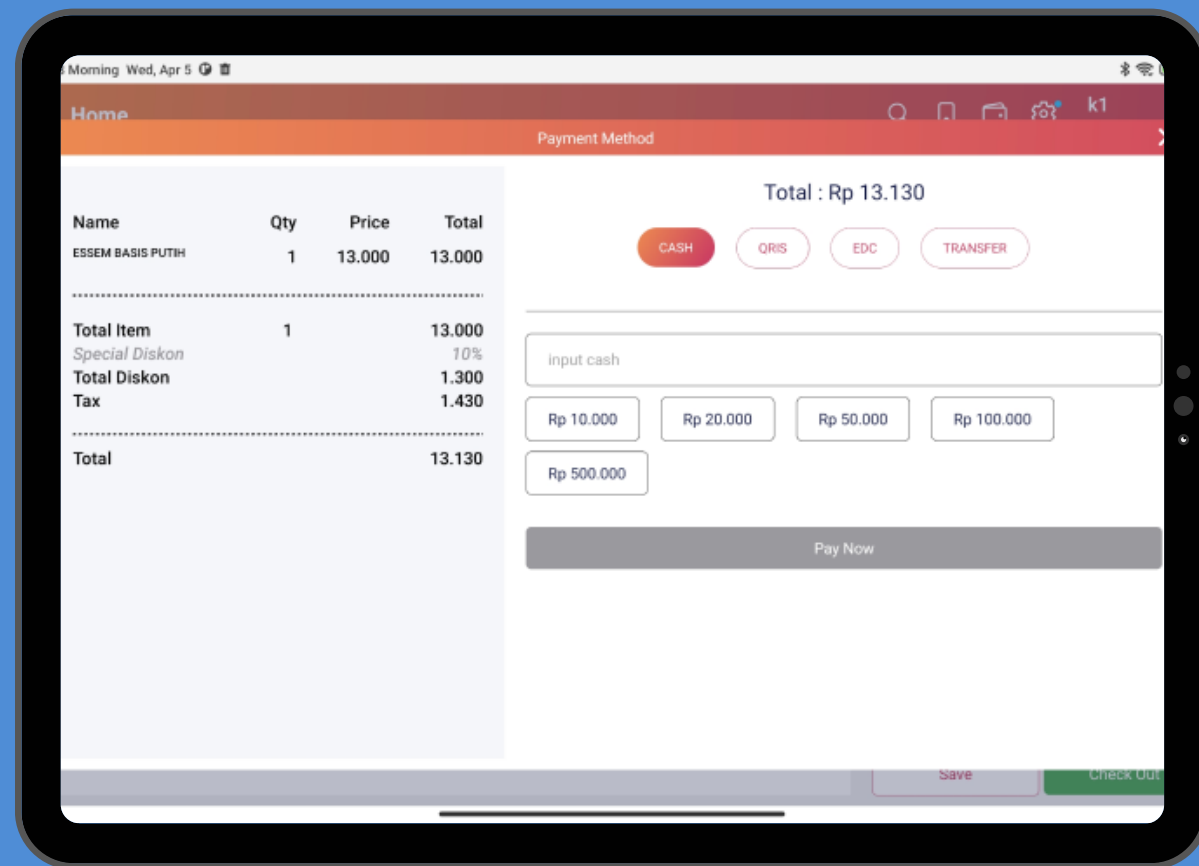 Morning Wed, Apr 5
Home
k1
Payment Method
Name Qty Price Total
ESSEM BASIS PUTIH 1 13.000 13.000
Total Item 1 13.000
Special Diskon 10%
Total Diskon 1.300
Tax 1.430
Total 13.130
Total : Rp 13.130
CASH QRIS EDC TRANSFER
input cash
Rp 10.000 Rp 20.000 Rp 50.000 Rp 100.000
Rp 500.000
Pay Now
Save Check Out